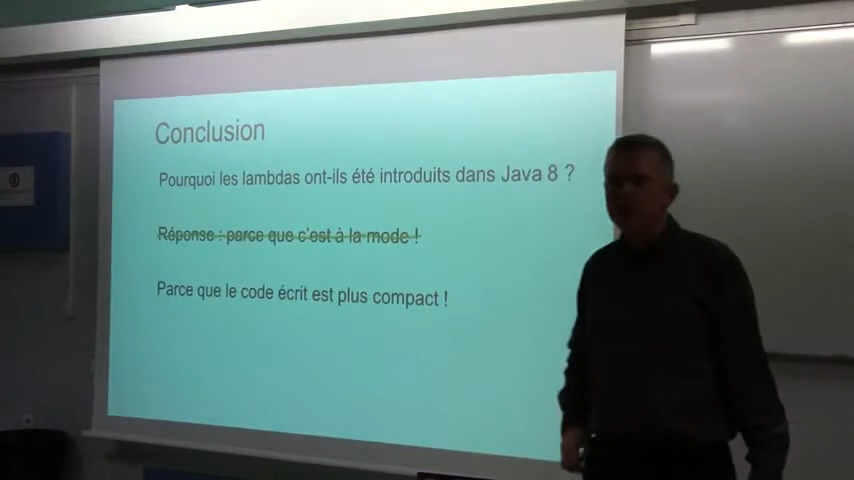 Conclusion
Pourquoi les lambdas ont-ils été introduits dans Java 8 ?
Réponse : parce que c'est à la mode !
Parce que le code écrit est plus compact !